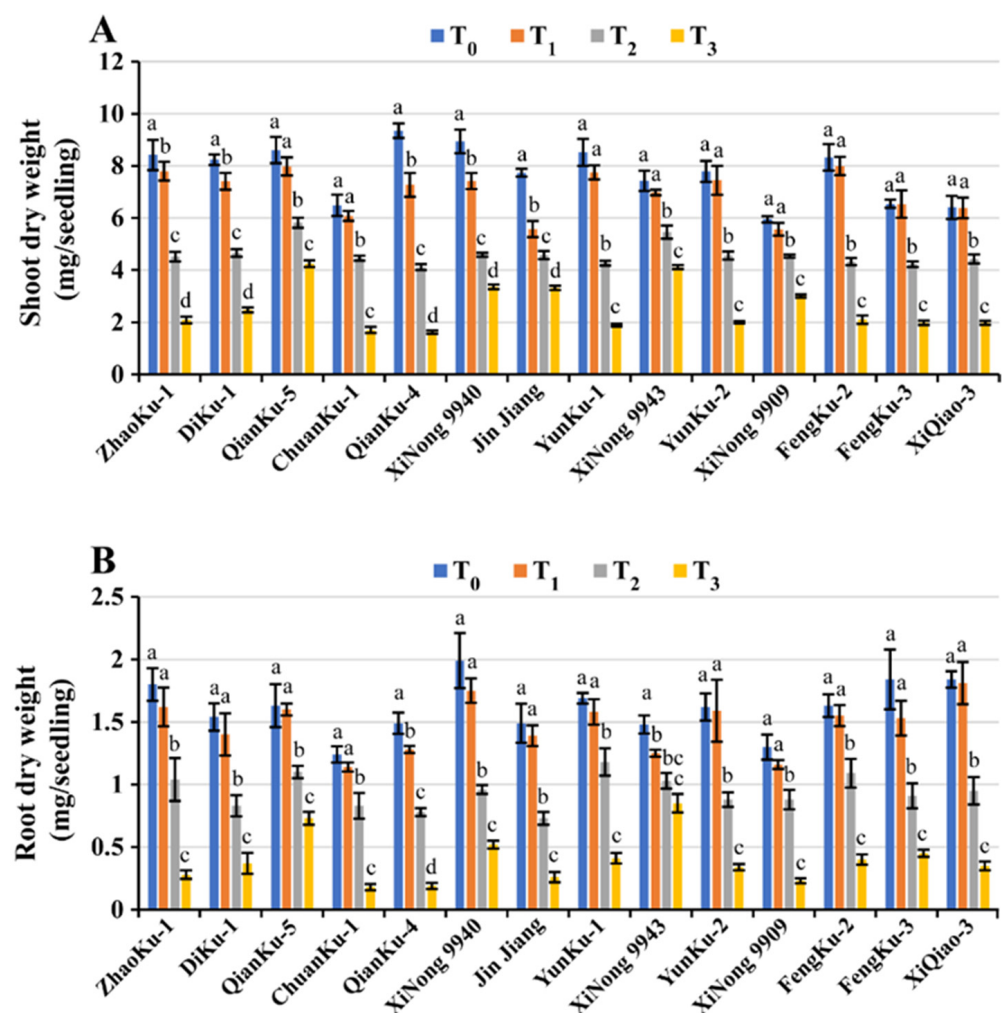 A
T0 T1 T2 T3
Shoot dry weight
(mg/seedling)
12
10
8
6
4
2
0
a b c d a b c d a a b c a a b c a b c d a b c d a b c d a a b c a a b c a a b c a a b c a a b c a a b c a a b c
ZhaoKu-1 DiKu-1 QianKu-5 ChuanKu-1 QianKu-4 XiNong 9940 Jin Jiang YunKu-1 XiNong 9943 YunKu-2 XiNong 9909 FengKu-2 FengKu-3 XiQiao-3
B
T0 T1 T2 T3
Root dry weight
(mg/seedling)
2.5
2
1.5
1
0.5
0
a a b c a a b c a a b c a a b c a b c d a a b c a a b c a a b c a b bc c a a b c a a b c a a b c a a b c a a b c
ZhaoKu-1 DiKu-1 QianKu-5 ChuanKu-1 QianKu-4 XiNong 9940 Jin Jiang YunKu-1 XiNong 9943 YunKu-2 XiNong 9909 FengKu-2 FengKu-3 XiQiao-3